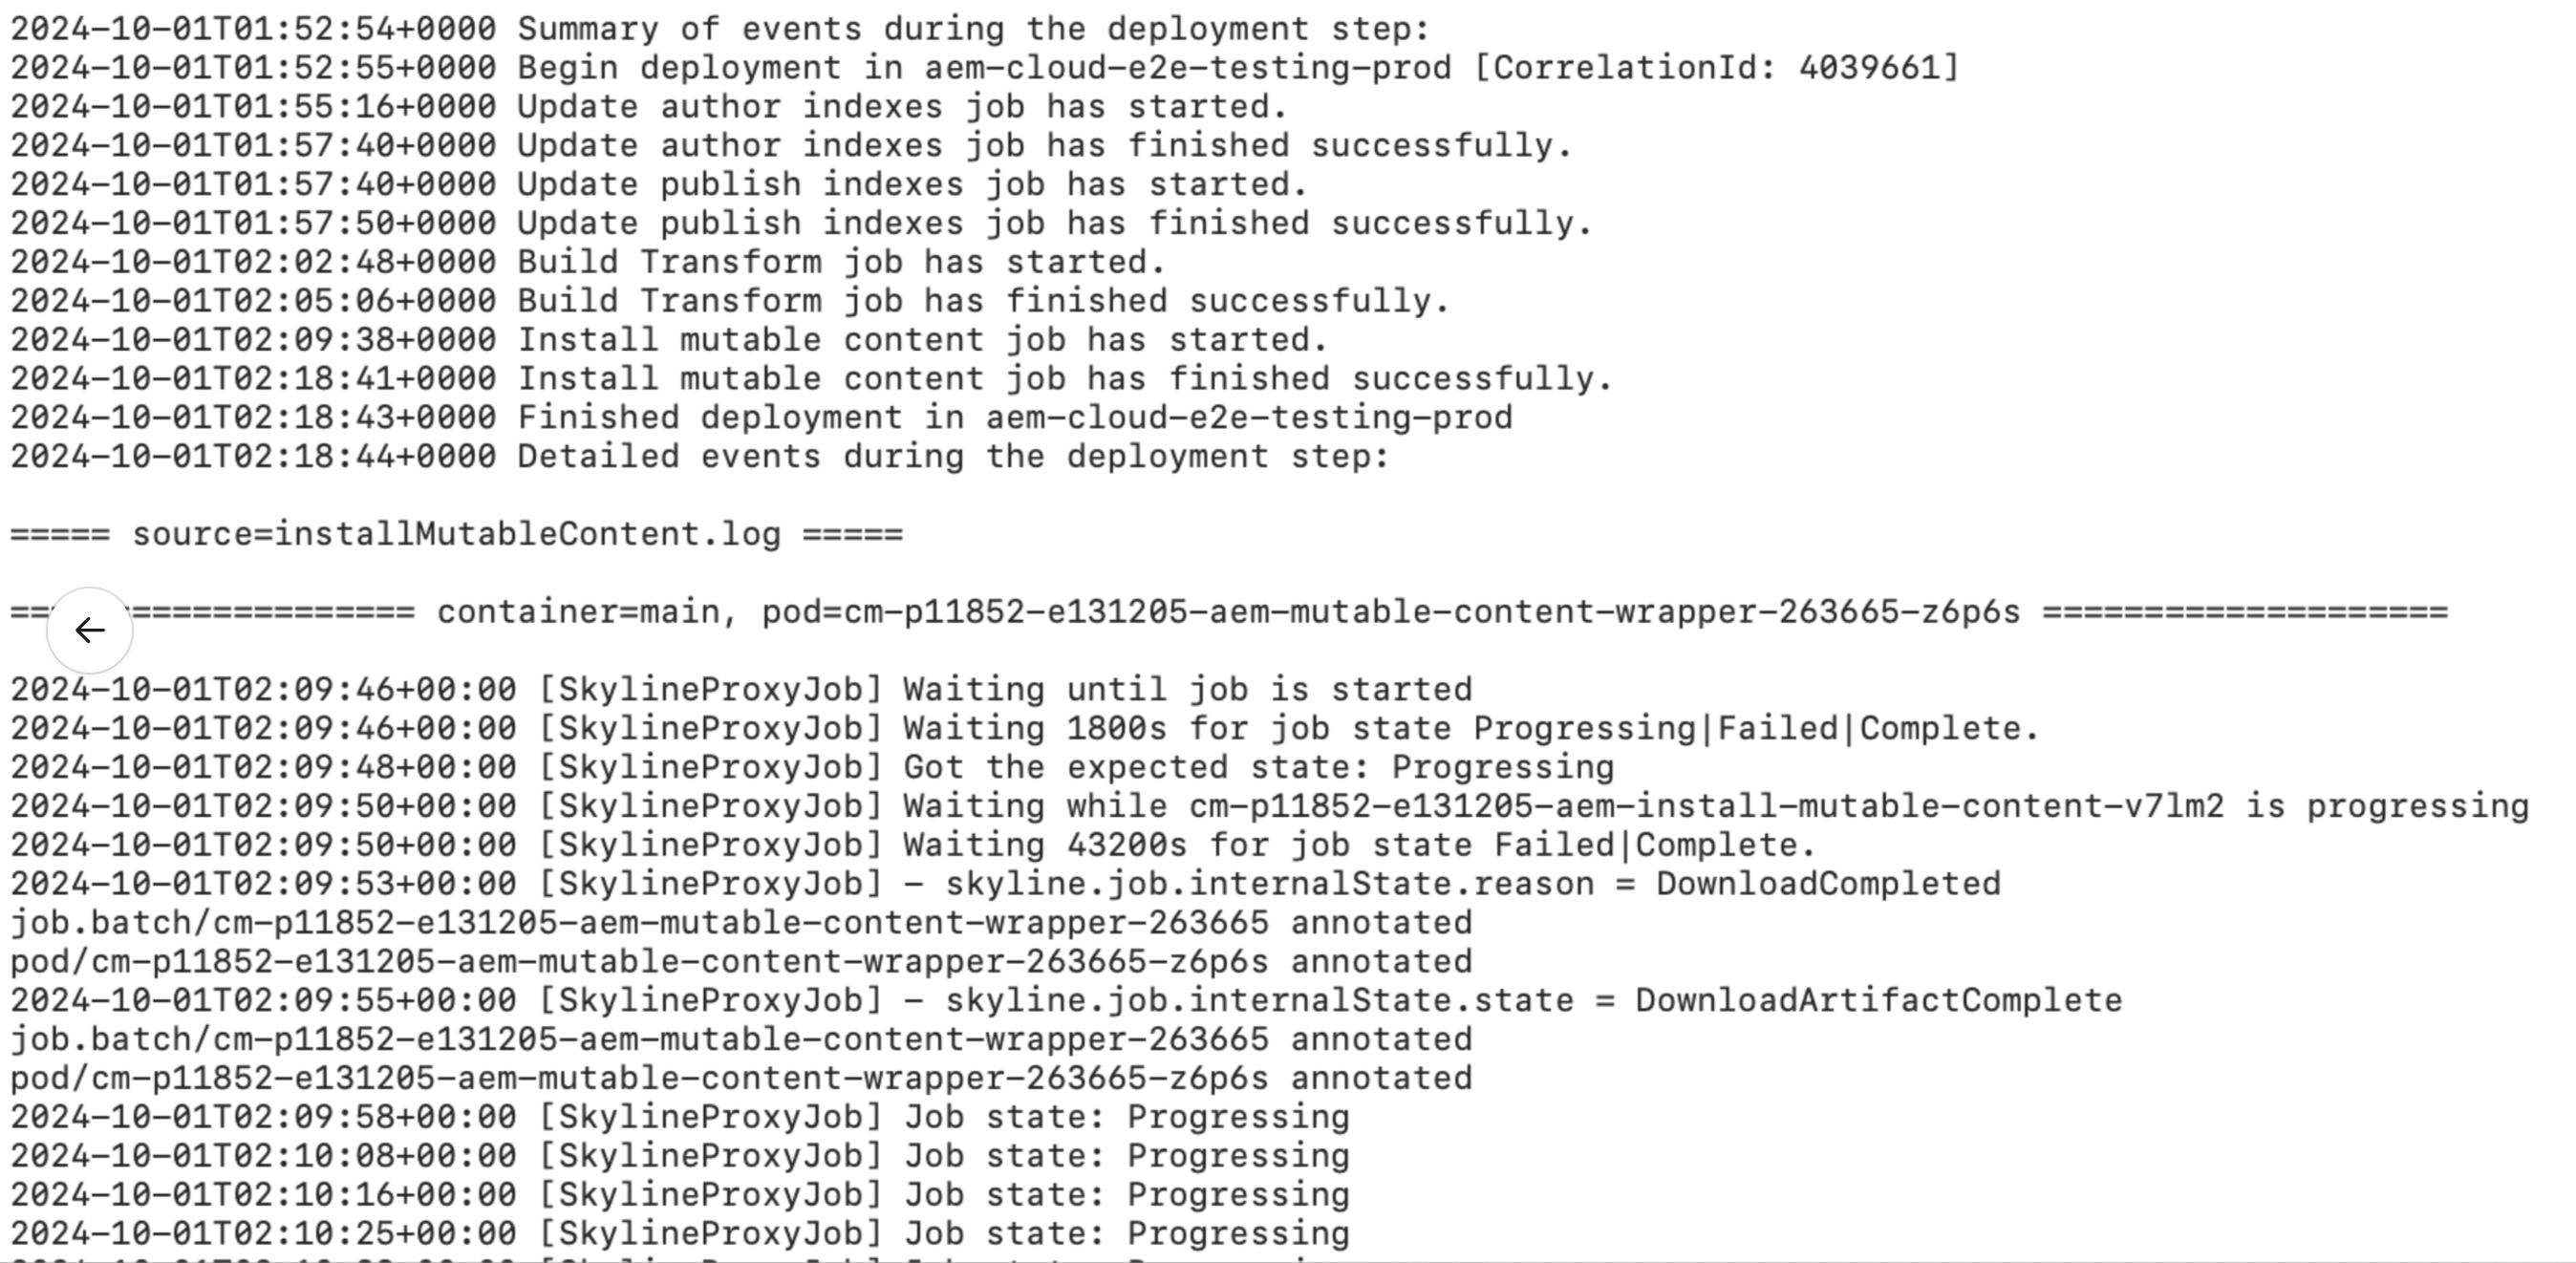 2024-10-01T01:52:54+0000 Summary of events during the deployment step:
2024-10-01T01:52:55+0000 Begin deployment in aem-cloud-e2e-testing-prod [CorrelationId: 4039661]
2024-10-01T01:55:16+0000 Update author indexes job has started.
2024-10-01T01:57:40+0000 Update author indexes job has finished successfully.
2024-10-01T01:57:40+0000 Update publish indexes job has started.
2024-10-01T01:57:50+0000 Update publish indexes job has finished successfully.
2024-10-01T02:02:48+0000 Build Transform job has started.
2024-10-01T02:05:06+0000 Build Transform job has finished successfully.
2024-10-01T02:09:38+0000 Install mutable content job has started.
2024-10-01T02:18:41+0000 Install mutable content job has finished successfully.
2024-10-01T02:18:43+0000 Finished deployment in aem-cloud-e2e-testing-prod
2024-10-01T02:18:44+0000 Detailed events during the deployment step:
===== source=installMutableContent.log =====
==================== container=main, pod=cm-p11852-e131205-aem-mutable-content-wrapper-263665-z6p6s ====================
2024-10-01T02:09:46+00:00 [SkylineProxyJob] Waiting until job is started
2024-10-01T02:09:46+00:00 [SkylineProxyJob] Waiting 1800s for job state Progressing|Failed|Complete.
2024-10-01T02:09:48+00:00 [SkylineProxyJob] Got the expected state: Progressing
2024-10-01T02:09:50+00:00 [SkylineProxyJob] Waiting while cm-p11852-e131205-aem-install-mutable-content-v7lm2 is progressing
2024-10-01T02:09:50+00:00 [SkylineProxyJob] Waiting 43200s for job state Failed|Complete.
2024-10-01T02:09:53+00:00 [SkylineProxyJob] - skyline.job.internalState.reason = DownloadCompleted
job.batch/cm-p11852-e131205-aem-mutable-content-wrapper-263665 annotated
pod/cm-p11852-e131205-aem-mutable-content-wrapper-263665-z6p6s annotated
2024-10-01T02:09:55+00:00 [SkylineProxyJob] - skyline.job.internalState.state = DownloadArtifactComplete
job.batch/cm-p11852-e131205-aem-mutable-content-wrapper-263665 annotated
pod/cm-p11852-e131205-aem-mutable-content-wrapper-263665-z6p6s annotated
2024-10-01T02:09:58+00:00 [SkylineProxyJob] Job state: Progressing
2024-10-01T02:10:08+00:00 [SkylineProxyJob] Job state: Progressing
2024-10-01T02:10:16+00:00 [SkylineProxyJob] Job state: Progressing
2024-10-01T02:10:25+00:00 [SkylineProxyJob] Job state: Progressing